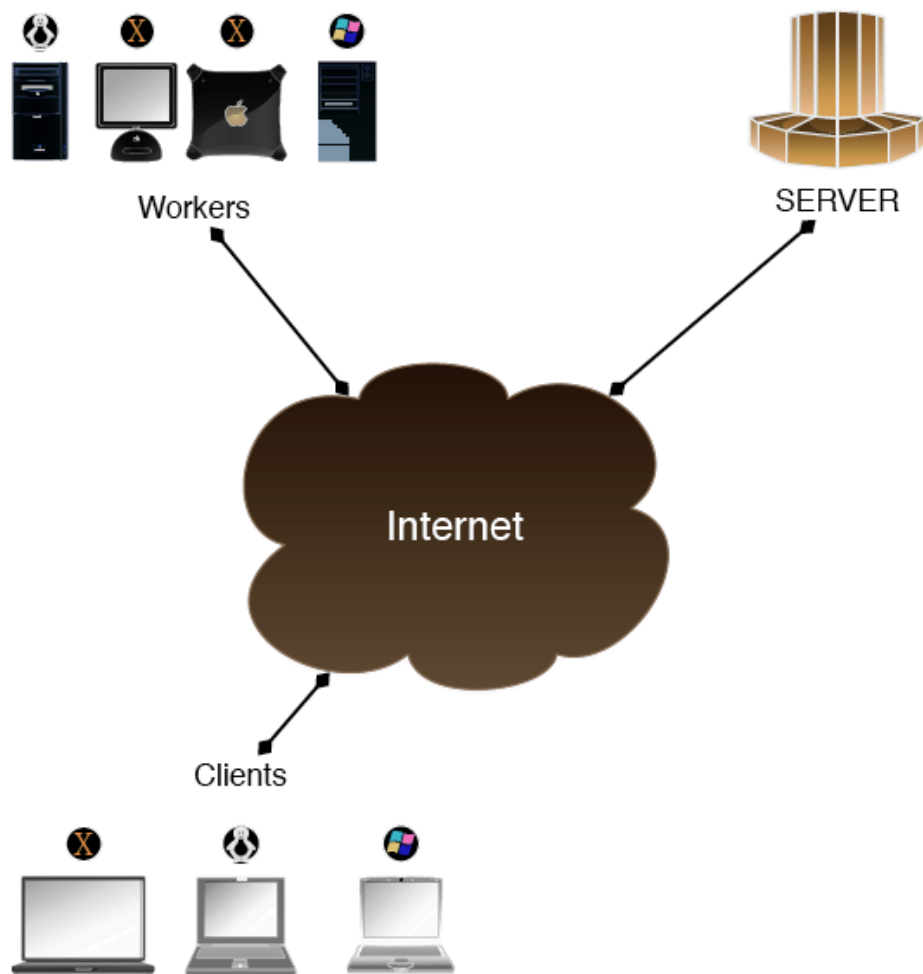 X
X
Workers
SERVER
Internet
Clients
X